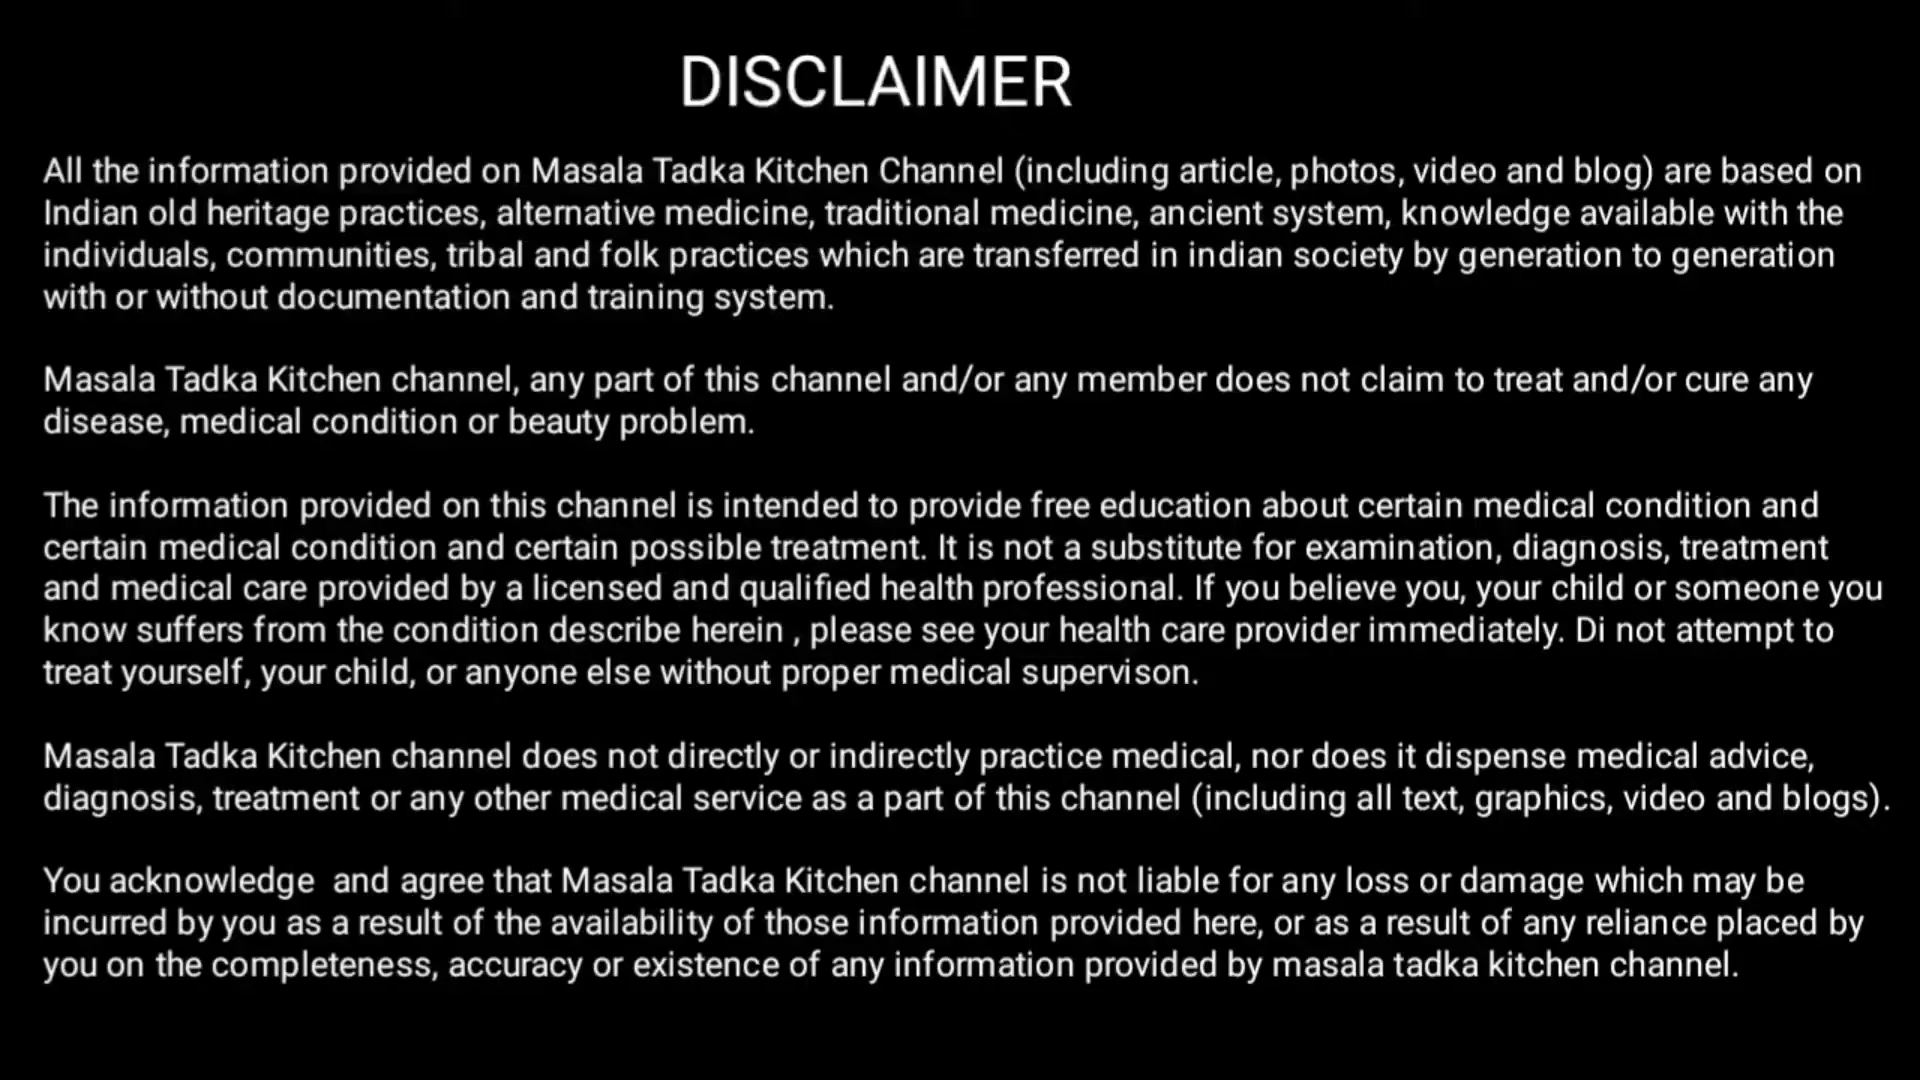 DISCLAIMER
All the information provided on Masala Tadka Kitchen Channel (including article, photos, video and blog) are based on
Indian old heritage practices, alternative medicine, traditional medicine, ancient system, knowledge available with the
individuals, communities, tribal and folk practices which are transferred in indian society by generation to generation
with or without documentation and training system.
Masala Tadka Kitchen channel, any part of this channel and/or any member does not claim to treat and/or cure any
disease, medical condition or beauty problem.
The information provided on this channel is intended to provide free education about certain medical condition and
certain medical condition and certain possible treatment. It is not a substitute for examination, diagnosis, treatment
and medical care provided by a licensed and qualified health professional. If you believe you, your child or someone you
know suffers from the condition describe herein , please see your health care provider immediately. Di not attempt to
treat yourself, your child, or anyone else without proper medical supervison.
Masala Tadka Kitchen channel does not directly or indirectly practice medical, nor does it dispense medical advice,
diagnosis, treatment or any other medical service as a part of this channel (including all text, graphics, video and blogs).
You acknowledge  and agree that Masala Tadka Kitchen channel is not liable for any loss or damage which may be
incurred by you as a result of the availability of those information provided here, or as a result of any reliance placed by
you on the completeness, accuracy or existence of any information provided by masala tadka kitchen channel.